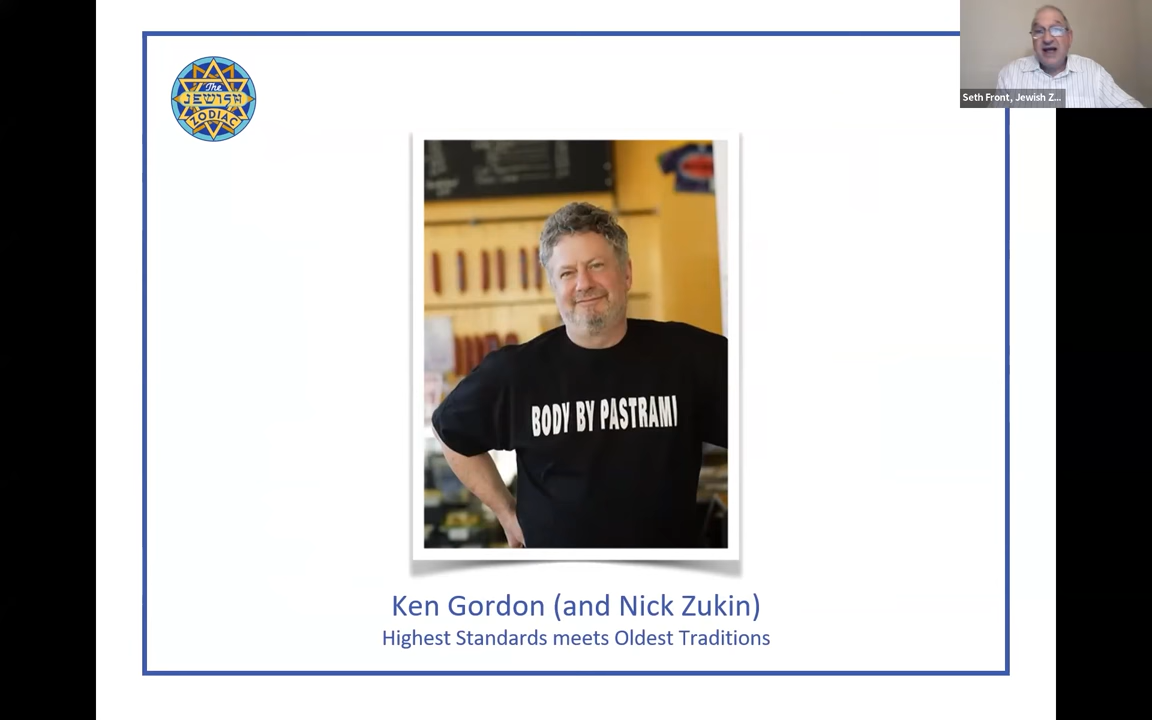 The
JEWISH
ZODIAC
Seth Front, Jewish Z...
BODY BY PASTRAMI
Ken Gordon (and Nick Zukin)
Highest Standards meets Oldest Traditions